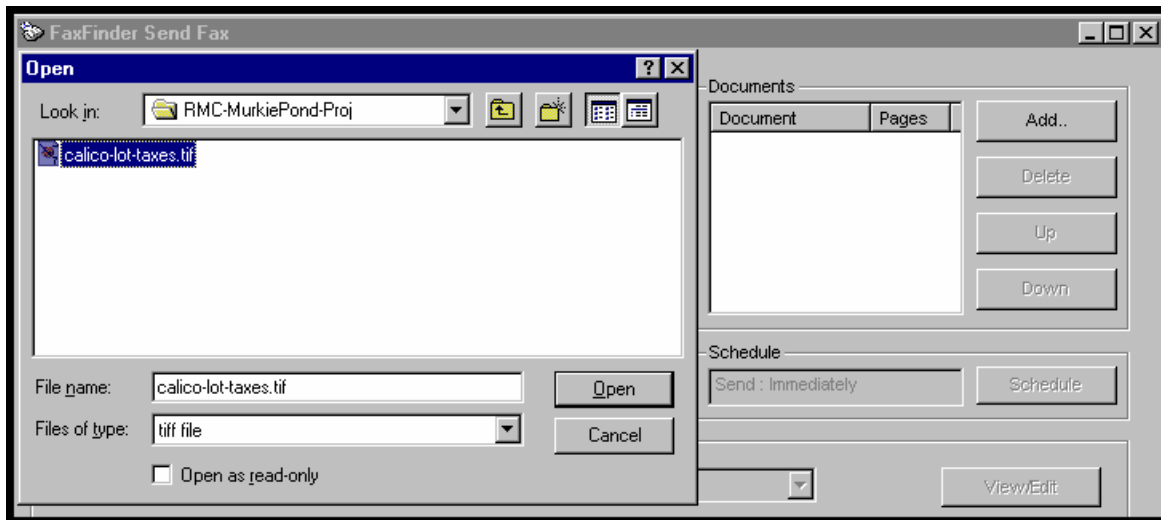 FaxFinder Send Fax
Open
Look in:
RMC-MurkiePond-Proj
calico-lot-taxes.tif
File name:
calico-lot-taxes.tif
Open
Files of type:
tiff file
Cancel
Open as read-only
Documents
Document Pages
Add..
Delete
Up
Down
Schedule
Send : Immediately
Schedule
View/Edit